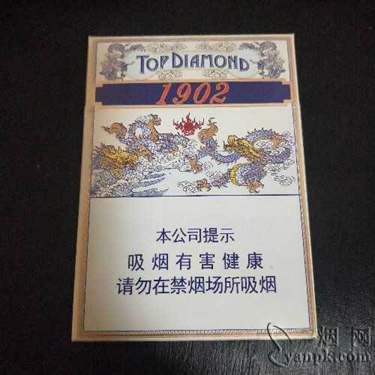 TOP DIAMOND
1902
本公司提示
吸烟有害健康
请勿在禁烟场所吸烟
烟网
yanpk.com